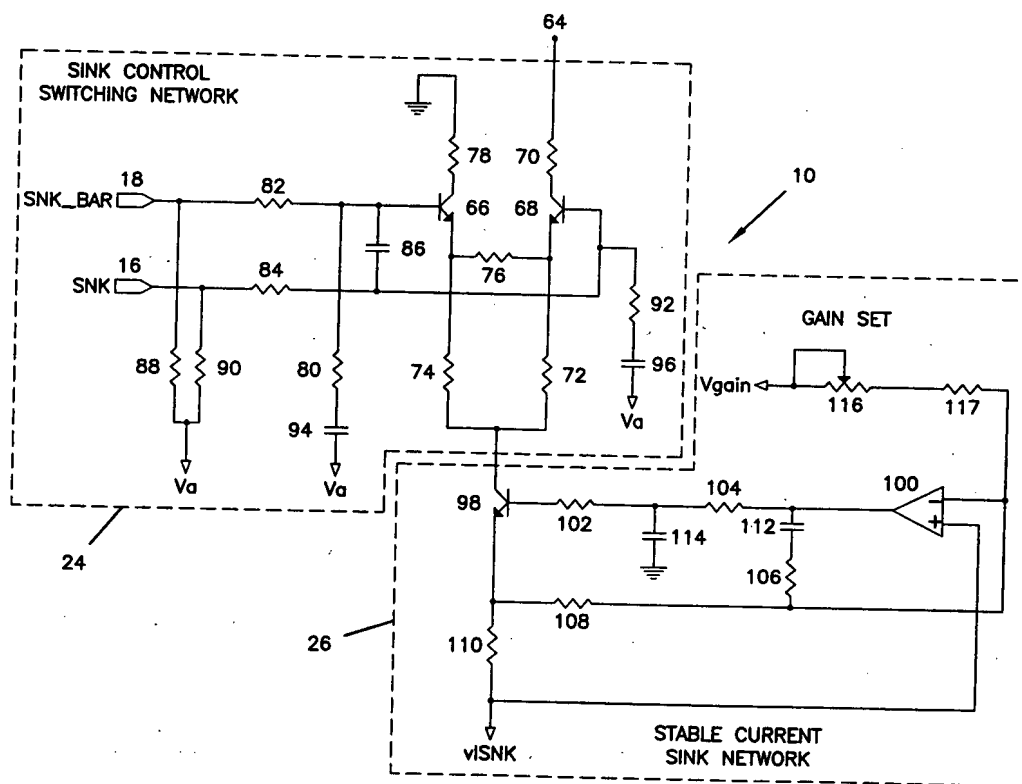 64
SINK CONTROL
SWITCHING NETWORK
78
70
10
18
SNK_BAR
82
66
68
86
76
16
SNK
84
92
GAIN SET
88
90
80
74
72
96
Vgain
116
117
Va
94
Va
Va
98
102
104
100
114
112
106
24
26
108
110
vISNK
STABLE CURRENT
SINK NETWORK